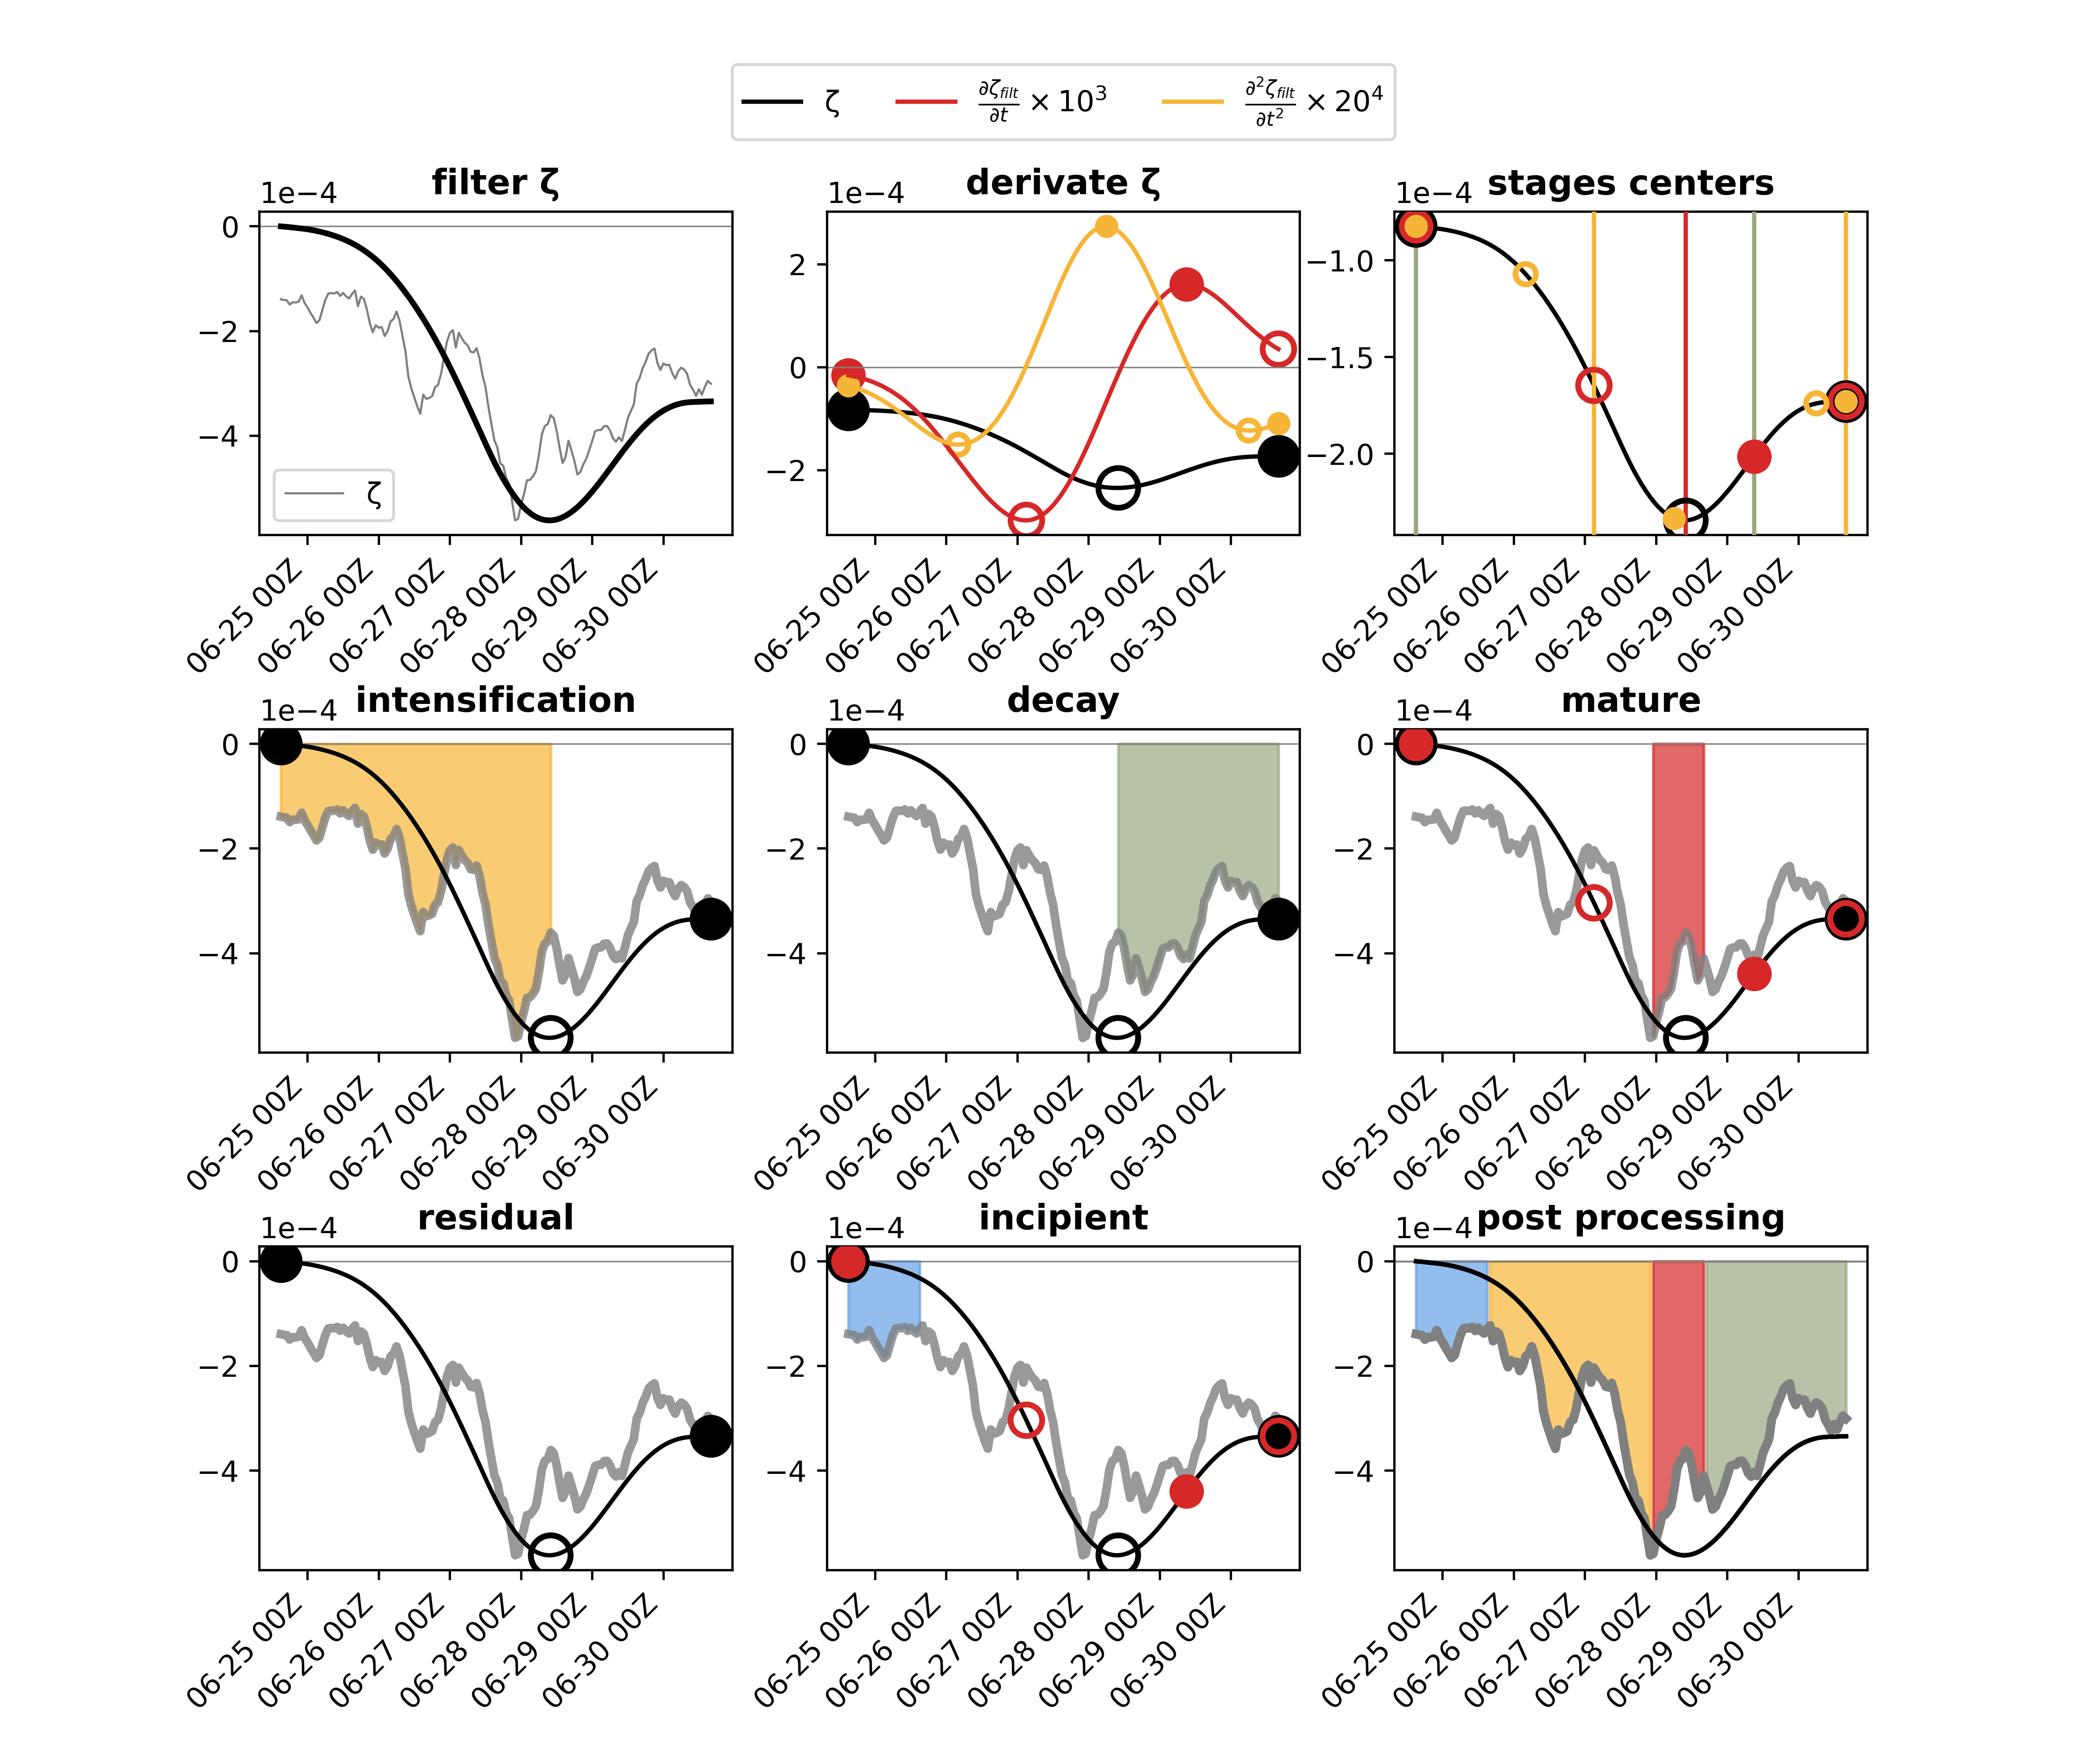 ζ ∂ζ_filt/∂t × 10³ ∂²ζ_filt/∂t² × 20⁴
filter ζ
1e−4
0
−2
−4
ζ
06-25 00Z 06-26 00Z 06-27 00Z 06-28 00Z 06-29 00Z 06-30 00Z
derivate ζ
1e−4
2
0
−2
06-25 00Z 06-26 00Z 06-27 00Z 06-28 00Z 06-29 00Z 06-30 00Z
stages centers
1e−4
−1.0
−1.5
−2.0
06-25 00Z 06-26 00Z 06-27 00Z 06-28 00Z 06-29 00Z 06-30 00Z
intensification
1e−4
0
−2
−4
06-25 00Z 06-26 00Z 06-27 00Z 06-28 00Z 06-29 00Z 06-30 00Z
decay
1e−4
0
−2
−4
06-25 00Z 06-26 00Z 06-27 00Z 06-28 00Z 06-29 00Z 06-30 00Z
mature
1e−4
0
−2
−4
06-25 00Z 06-26 00Z 06-27 00Z 06-28 00Z 06-29 00Z 06-30 00Z
residual
1e−4
0
−2
−4
06-25 00Z 06-26 00Z 06-27 00Z 06-28 00Z 06-29 00Z 06-30 00Z
incipient
1e−4
0
−2
−4
06-25 00Z 06-26 00Z 06-27 00Z 06-28 00Z 06-29 00Z 06-30 00Z
post processing
1e−4
0
−2
−4
06-25 00Z 06-26 00Z 06-27 00Z 06-28 00Z 06-29 00Z 06-30 00Z